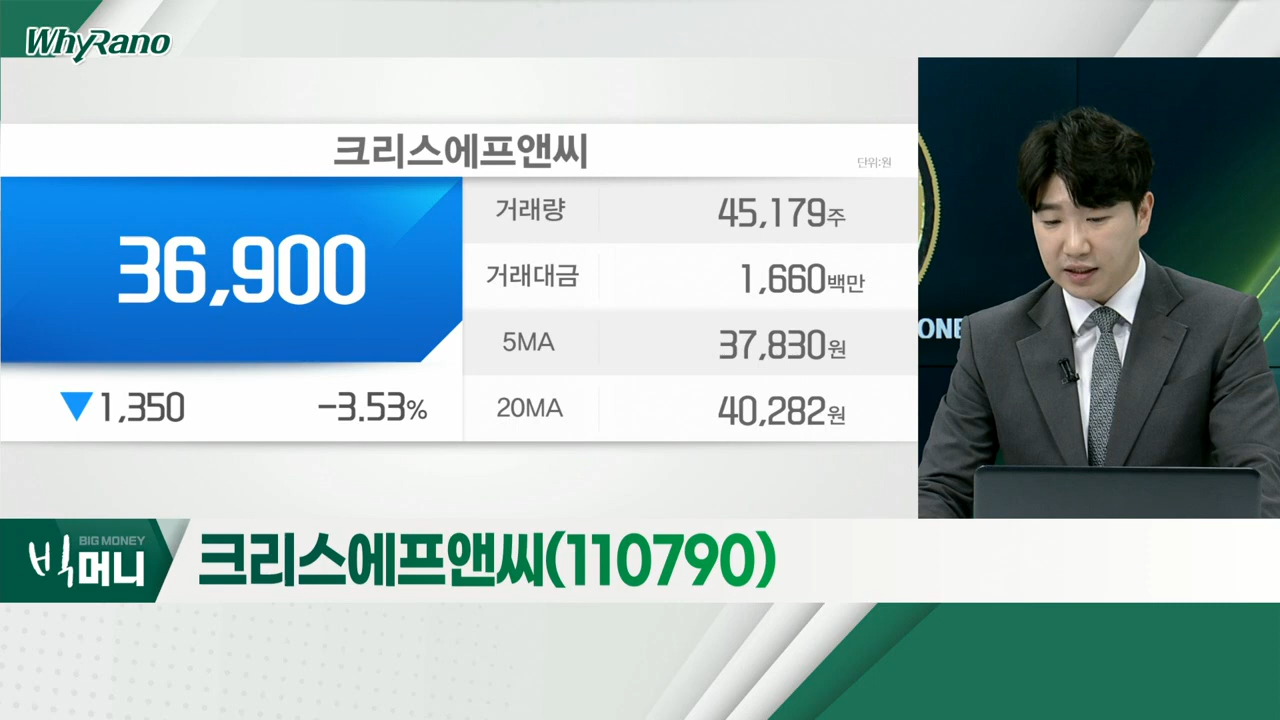 WhyRano
크리스에프앤씨
단위:원
36,900
▼1,350 -3.53%
거래량 45,179주
거래대금 1,660백만
5MA 37,830원
20MA 40,282원
ONE
BIG MONEY
빅머니
크리스에프앤씨(110790)